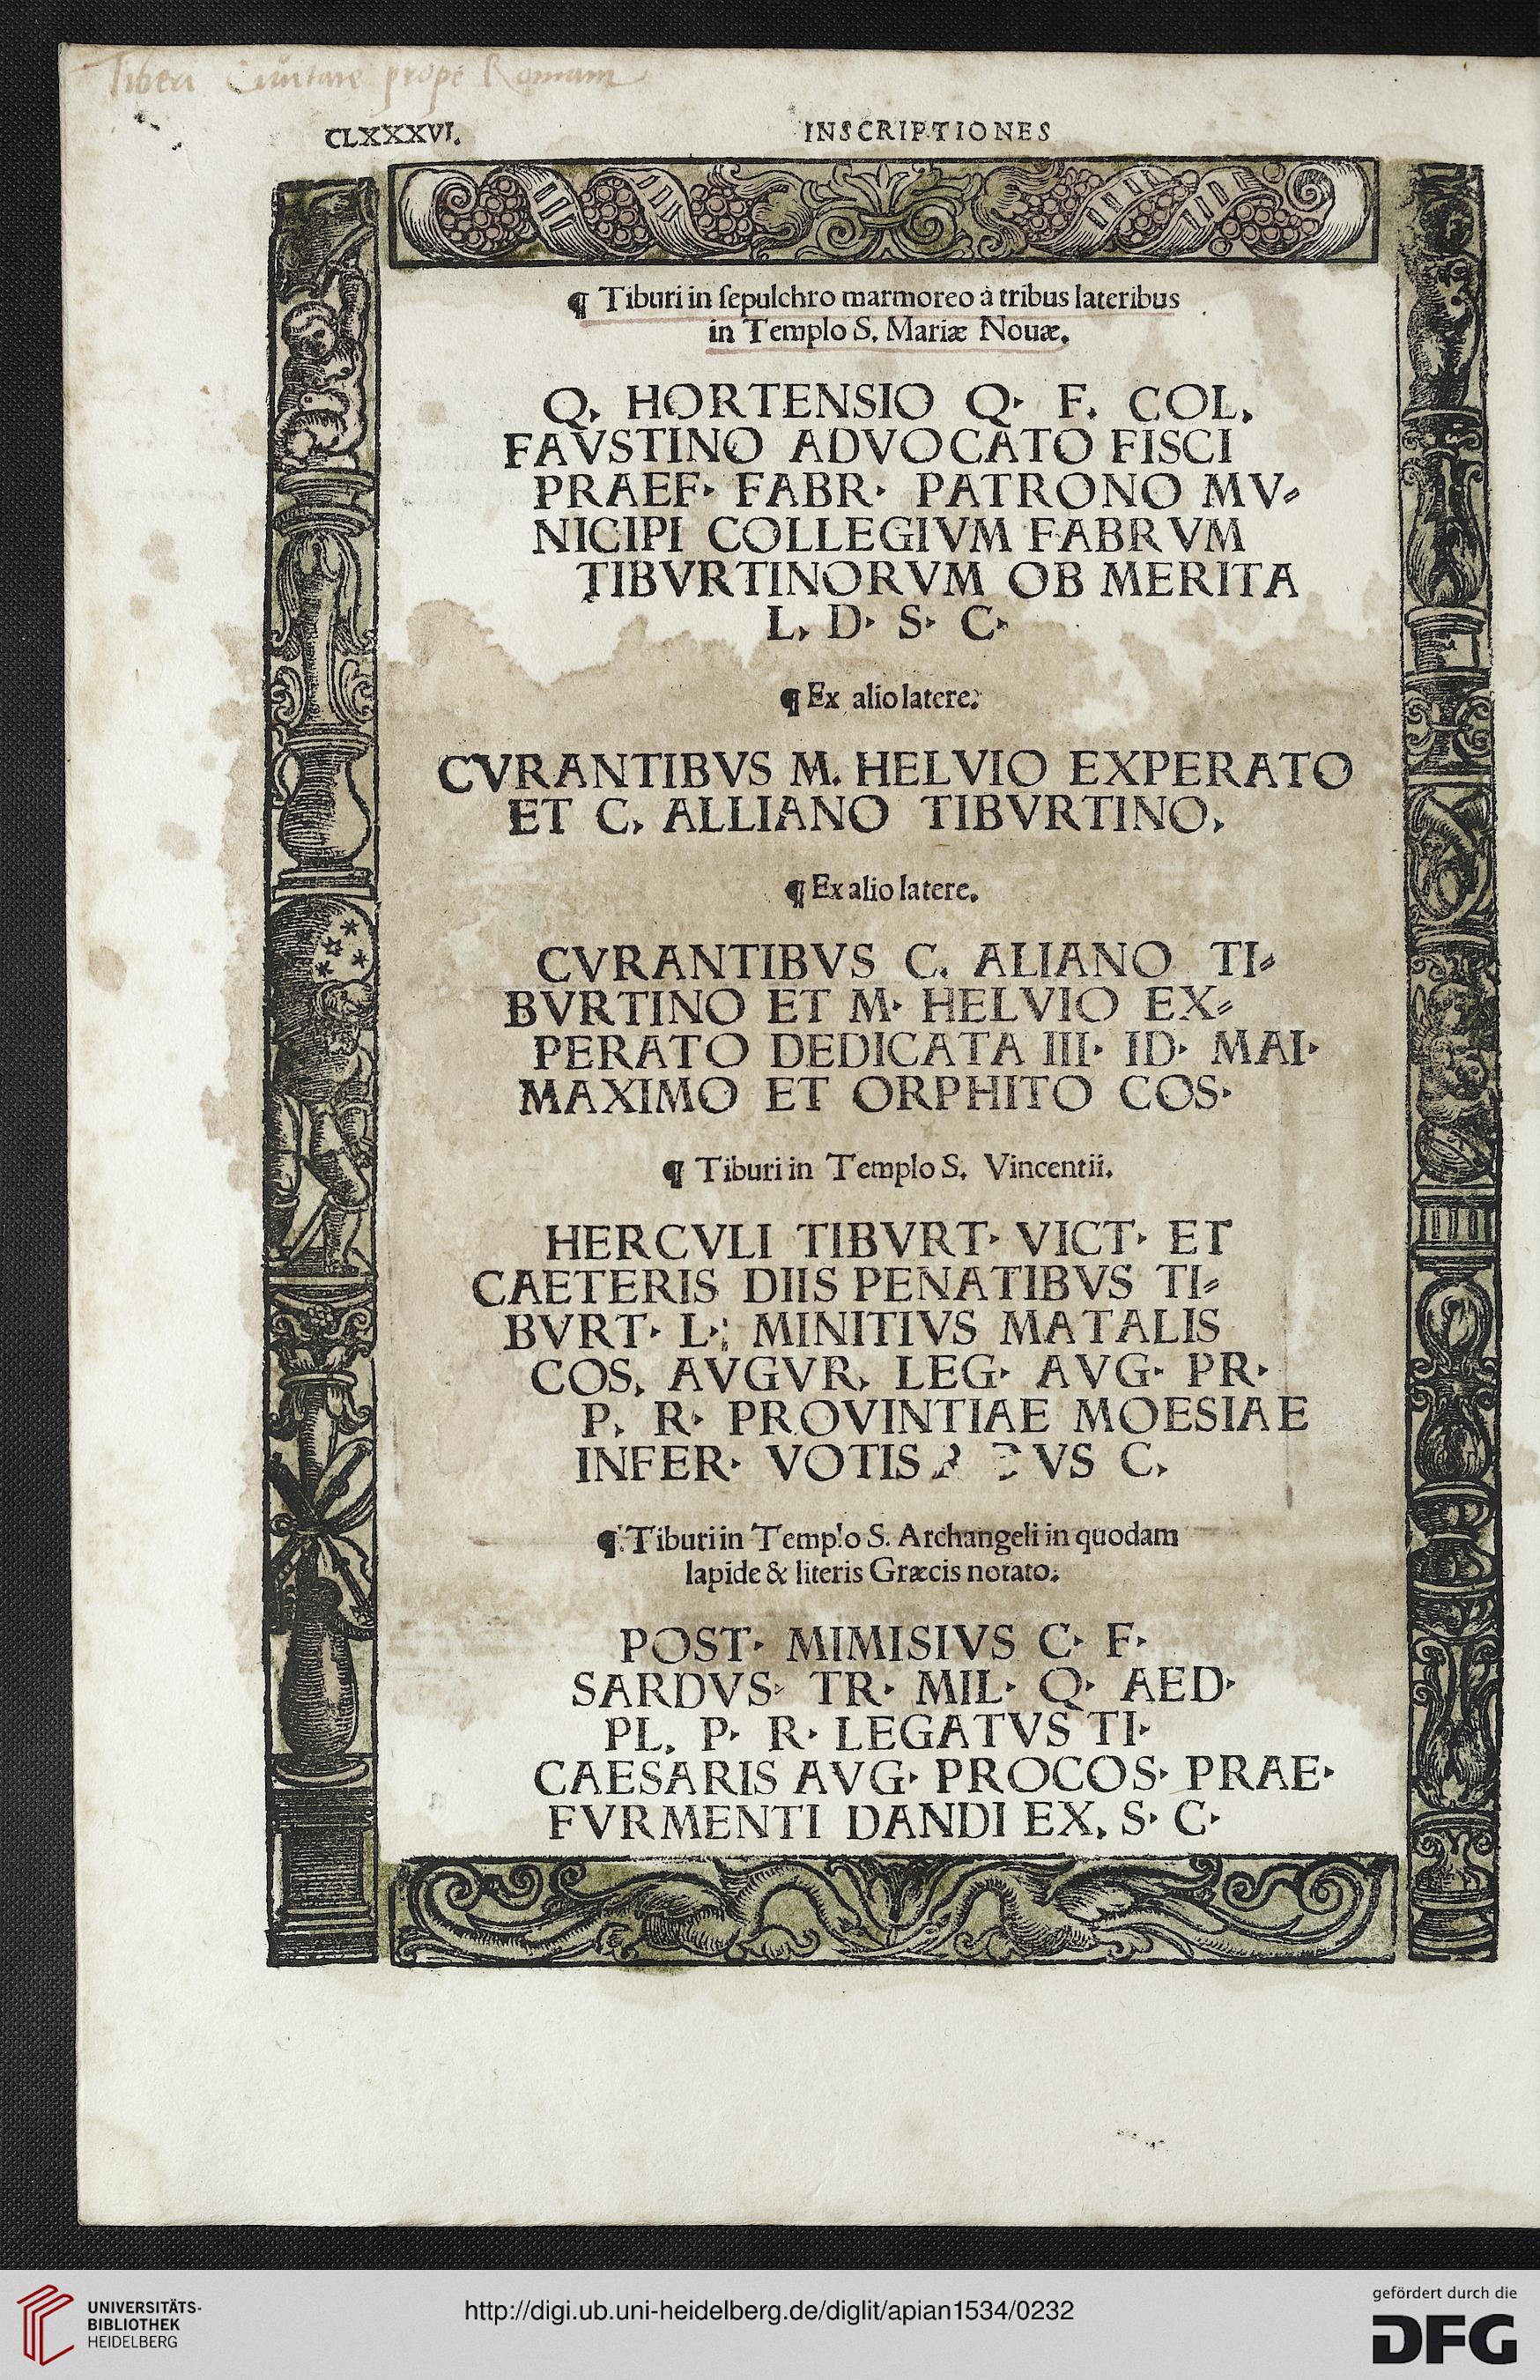 Tiberi Civitate prope Romam
CLXXXVI.
INSCRIPTIONES
¶ Tiburi in ſepulchro marmoreo à tribus lateribus
in Templo S. Mariæ Nouæ.
Q. HORTENSIO Q. F. COL.
FAVSTINO ADVOCATO FISCI
PRAEF. FABR. PATRONO MV⸗
NICIPI COLLEGIVM FABRVM
TIBVRTINORVM OB MERITA
L. D. S. C.
¶ Ex alio latere.
CVRANTIBVS M. HELVIO EXPERATO
ET C. ALLIANO TIBVRTINO.
¶ Ex alio latere.
CVRANTIBVS C. ALIANO TI⸗
BVRTINO ET M. HELVIO EX⸗
PERATO DEDICATA III. ID. MAI.
MAXIMO ET ORPHITO COS.
¶ Tiburi in Templo S. Vincentii.
HERCVLI TIBVRT. VICT. ET
CAETERIS DIIS PENATIBVS TI⸗
BVRT. L.: MINITIVS MATALIS
COS. AVGVR. LEG. AVG. PR.
P. R. PROVINTIAE MOESIAE
INFER. VOTIS VS C.
¶ Tiburi in Templo S. Archangeli in quodam
lapide & literis Græcis notato.
POST. MIMISIVS C. F.
SARDVS. TR. MIL. Q. AED.
PL. P. R. LEGATVS TI.
CAESARIS AVG. PROCOS. PRAE.
FVRMENTI DANDI EX. S. C.
UNIVERSITÄTS-
BIBLIOTHEK
HEIDELBERG
http://digi.ub.uni-heidelberg.de/diglit/apian1534/0232
gefördert durch die
DFG